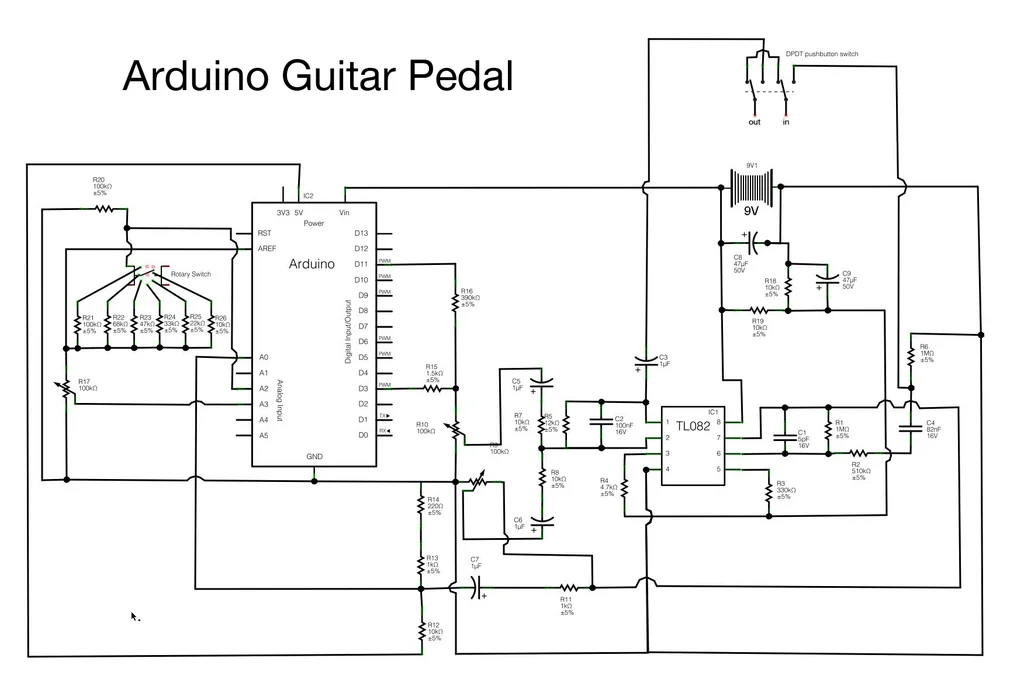 Arduino Guitar Pedal
DPDT pushbutton switch
out
in
9V1
9V
C8
47µF
50V
R18
10kΩ
±5%
C9
47µF
50V
R19
10kΩ
±5%
R20
100kΩ
±5%
IC2
3V3
5V
Vin
Power
RST
AREF
Arduino
A0
A1
A2
A3
A4
A5
Analog Input
GND
Digital Input/Output
D13
D12
D11
PWM
D10
PWM
D9
PWM
D8
D7
D6
PWM
D5
PWM
D4
D3
PWM
D2
D1
TX▶
D0
RX◀
Rotary Switch
R21
100kΩ
±5%
R22
68kΩ
±5%
R23
47kΩ
±5%
R24
33kΩ
±5%
R25
22kΩ
±5%
R26
10kΩ
±5%
R17
100kΩ
R16
390kΩ
±5%
R15
1.5kΩ
±5%
R10
100kΩ
R9
100kΩ
C5
1µF
R7
10kΩ
±5%
R5
12kΩ
±5%
C2
100nF
16V
C3
1µF
R8
10kΩ
±5%
C6
1µF
R4
4.7kΩ
±5%
IC1
TL082
1
2
3
4
8
7
6
5
C1
5pF
16V
R1
1MΩ
±5%
R2
510kΩ
±5%
R3
330kΩ
±5%
R6
1MΩ
±5%
C4
82nF
16V
R14
220Ω
±5%
R13
1kΩ
±5%
R12
10kΩ
±5%
C7
1µF
R11
1kΩ
±5%